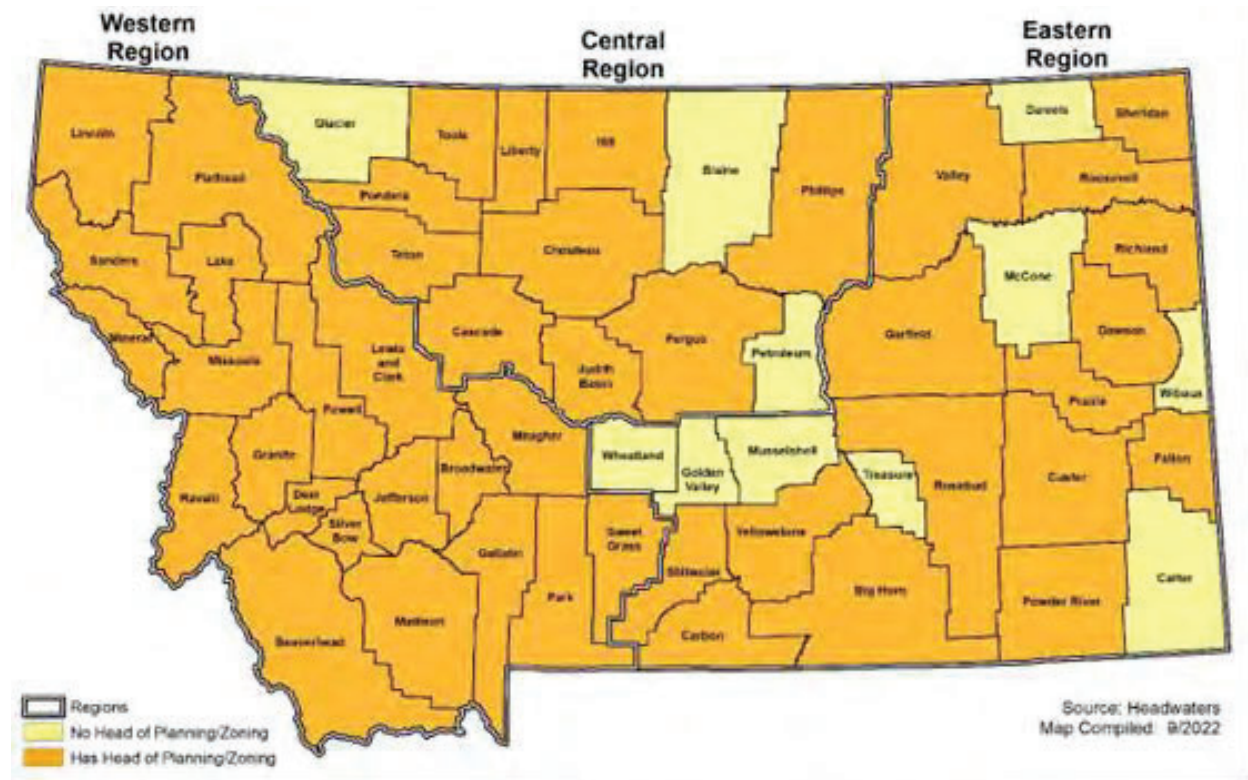 Western
Region
Central
Region
Eastern
Region
Lincoln
Flathead
Glacier
Toole
Liberty
Hill
Blaine
Phillips
Valley
Daniels
Sheridan
Roosevelt
Pondera
Teton
Chouteau
Sanders
Lake
McCone
Richland
Mineral
Missoula
Lewis
and
Clark
Cascade
Judith
Basin
Fergus
Petroleum
Garfield
Dawson
Wibaux
Prairie
Powell
Granite
Meagher
Wheatland
Golden
Valley
Musselshell
Treasure
Rosebud
Custer
Fallon
Ravalli
Deer
Lodge
Jefferson
Broadwater
Silver
Bow
Gallatin
Park
Sweet
Grass
Stillwater
Yellowstone
Big Horn
Powder River
Carter
Beaverhead
Madison
Carbon
Regions
No Head of Planning/Zoning
Has Head of Planning/Zoning
Source: Headwaters
Map Compiled: 9/2022